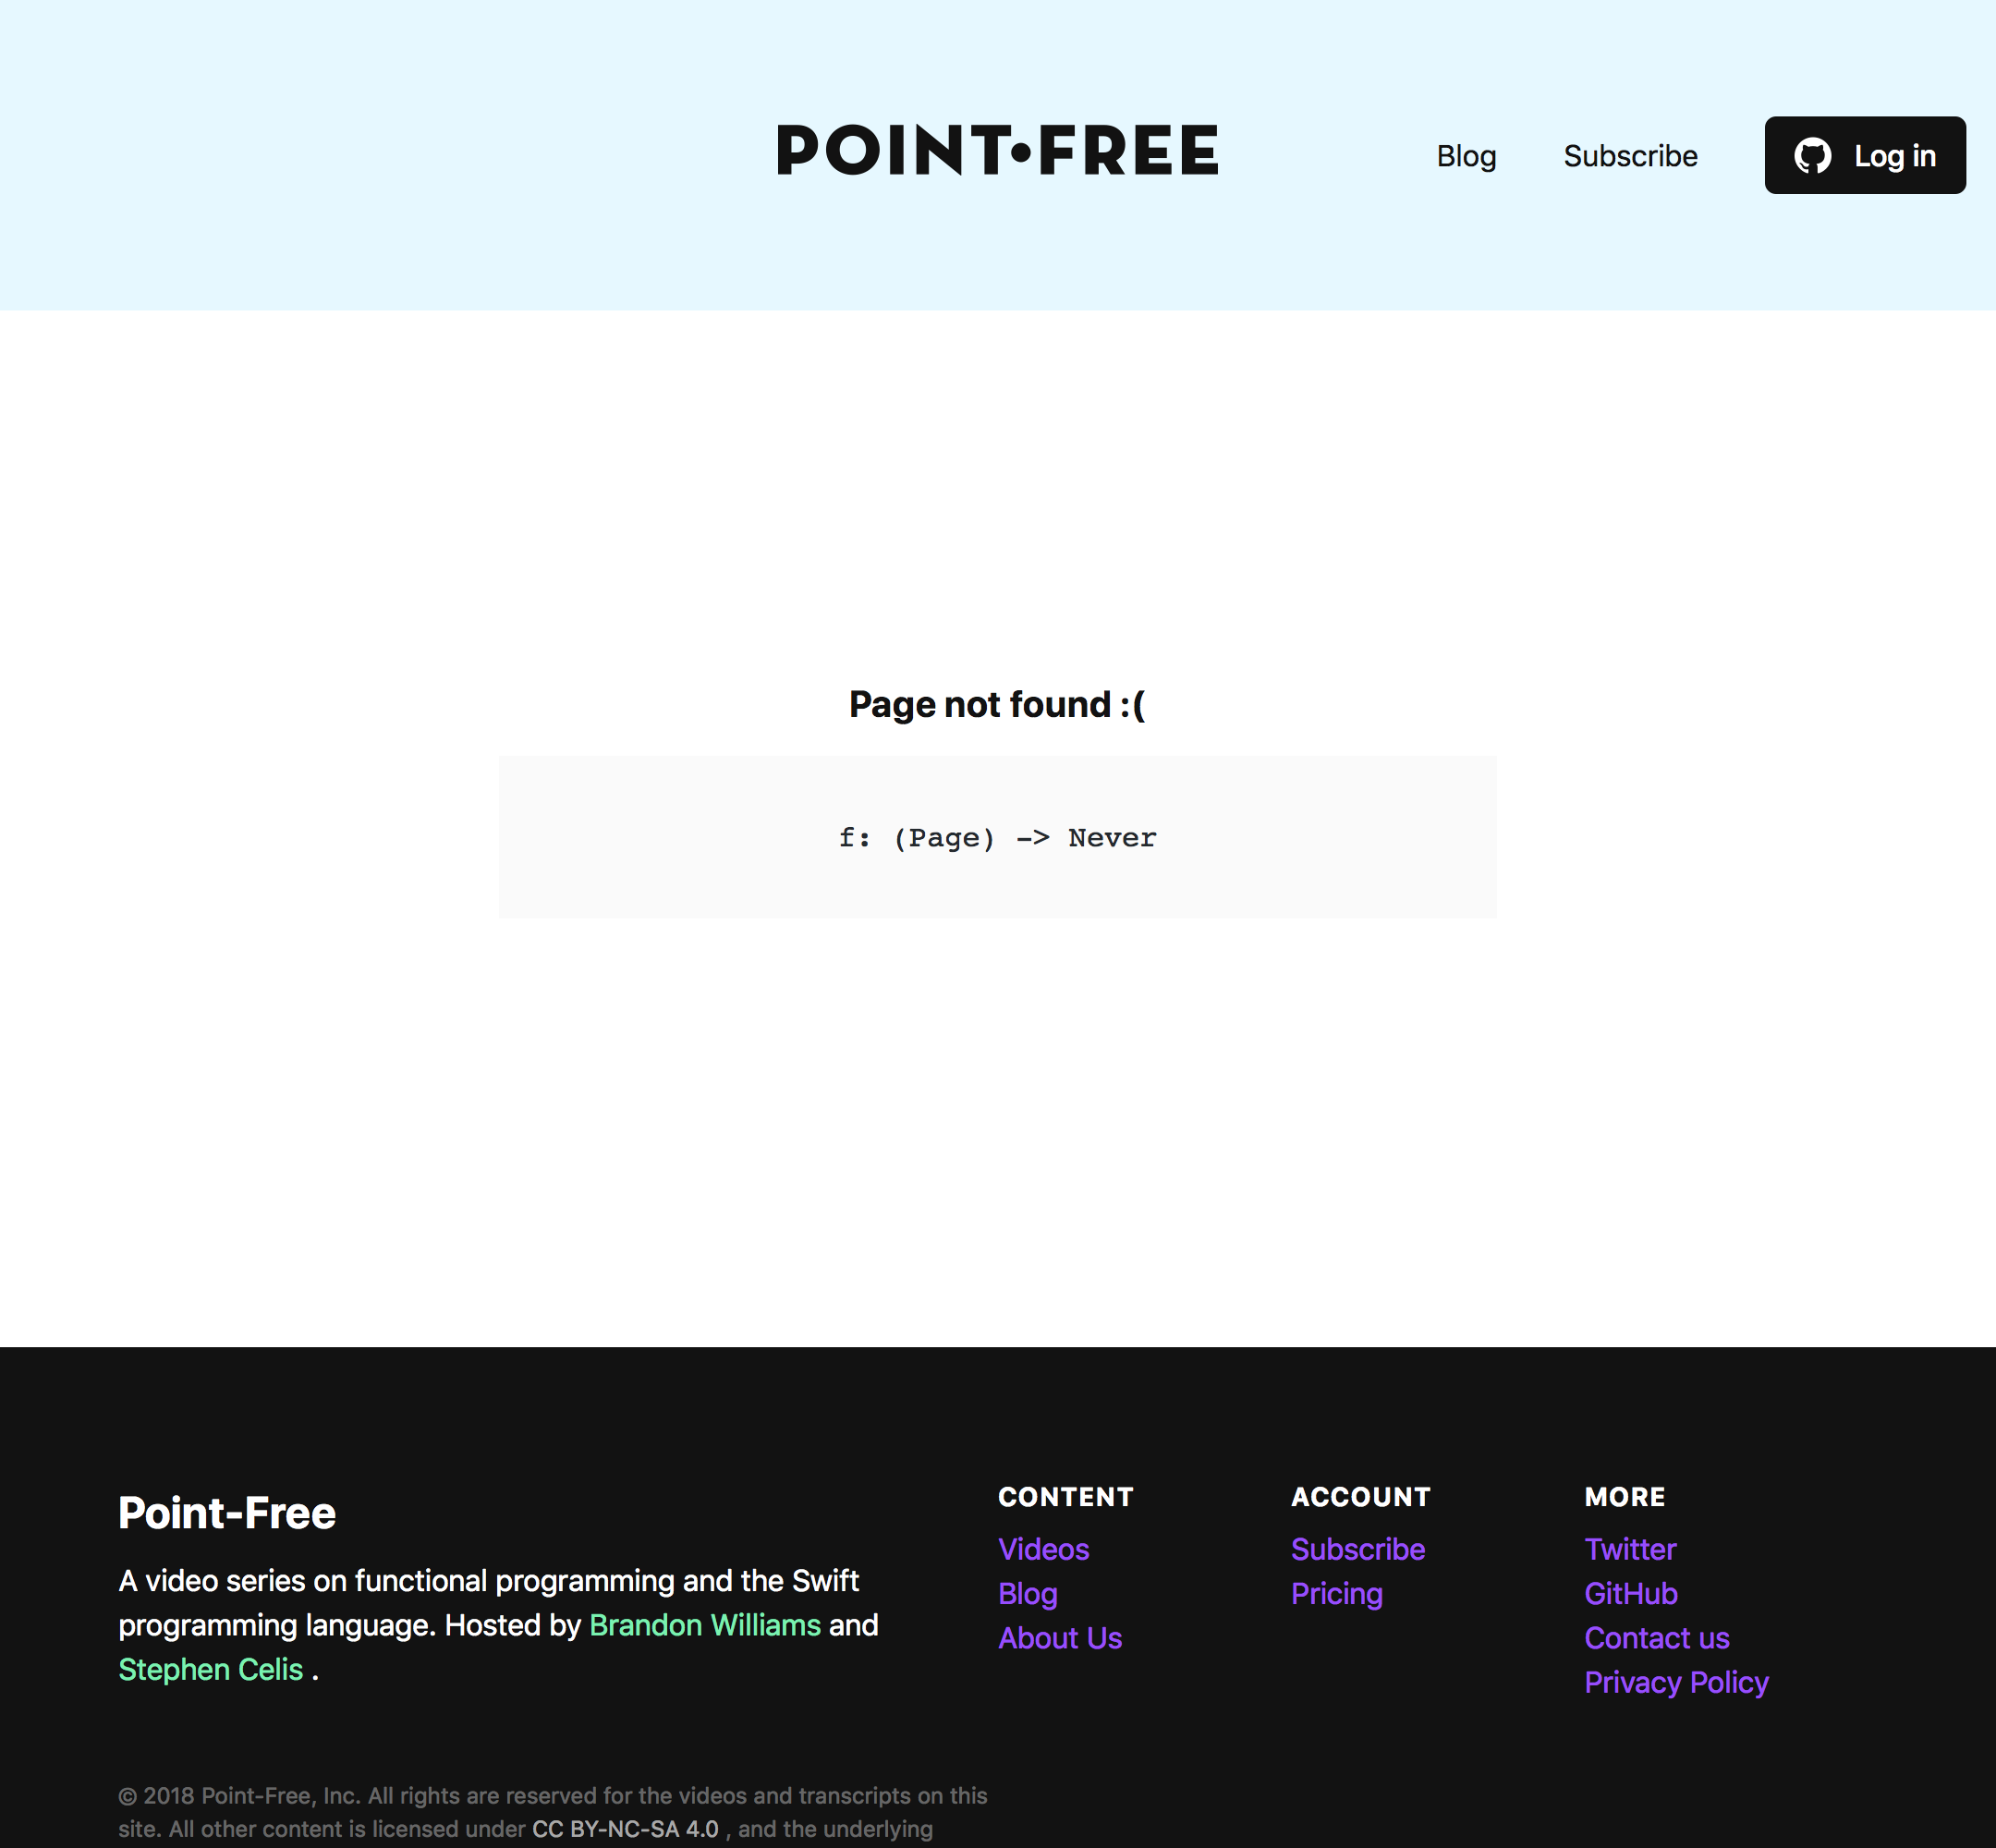 POINT•FREE
Blog
Subscribe
Log in
Page not found :(
f: (Page) -> Never
Point-Free
A video series on functional programming and the Swift
programming language. Hosted by Brandon Williams and
Stephen Celis .
CONTENT
Videos
Blog
About Us
ACCOUNT
Subscribe
Pricing
MORE
Twitter
GitHub
Contact us
Privacy Policy
© 2018 Point-Free, Inc. All rights are reserved for the videos and transcripts on this
site. All other content is licensed under CC BY-NC-SA 4.0 , and the underlying